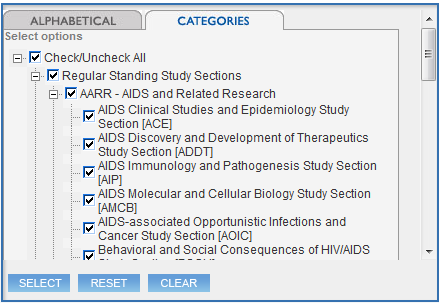 ALPHABETICAL CATEGORIES
Select options
Check/Uncheck All
Regular Standing Study Sections
AARR - AIDS and Related Research
AIDS Clinical Studies and Epidemiology Study
Section [ACE]
AIDS Discovery and Development of Therapeutics
Study Section [ADDT]
AIDS Immunology and Pathogenesis Study Section
[AIP]
AIDS Molecular and Cellular Biology Study Section
[AMCB]
AIDS-associated Opportunistic Infections and
Cancer Study Section [AOIC]
Behavioral and Social Consequences of HIV/AIDS
SELECT RESET CLEAR